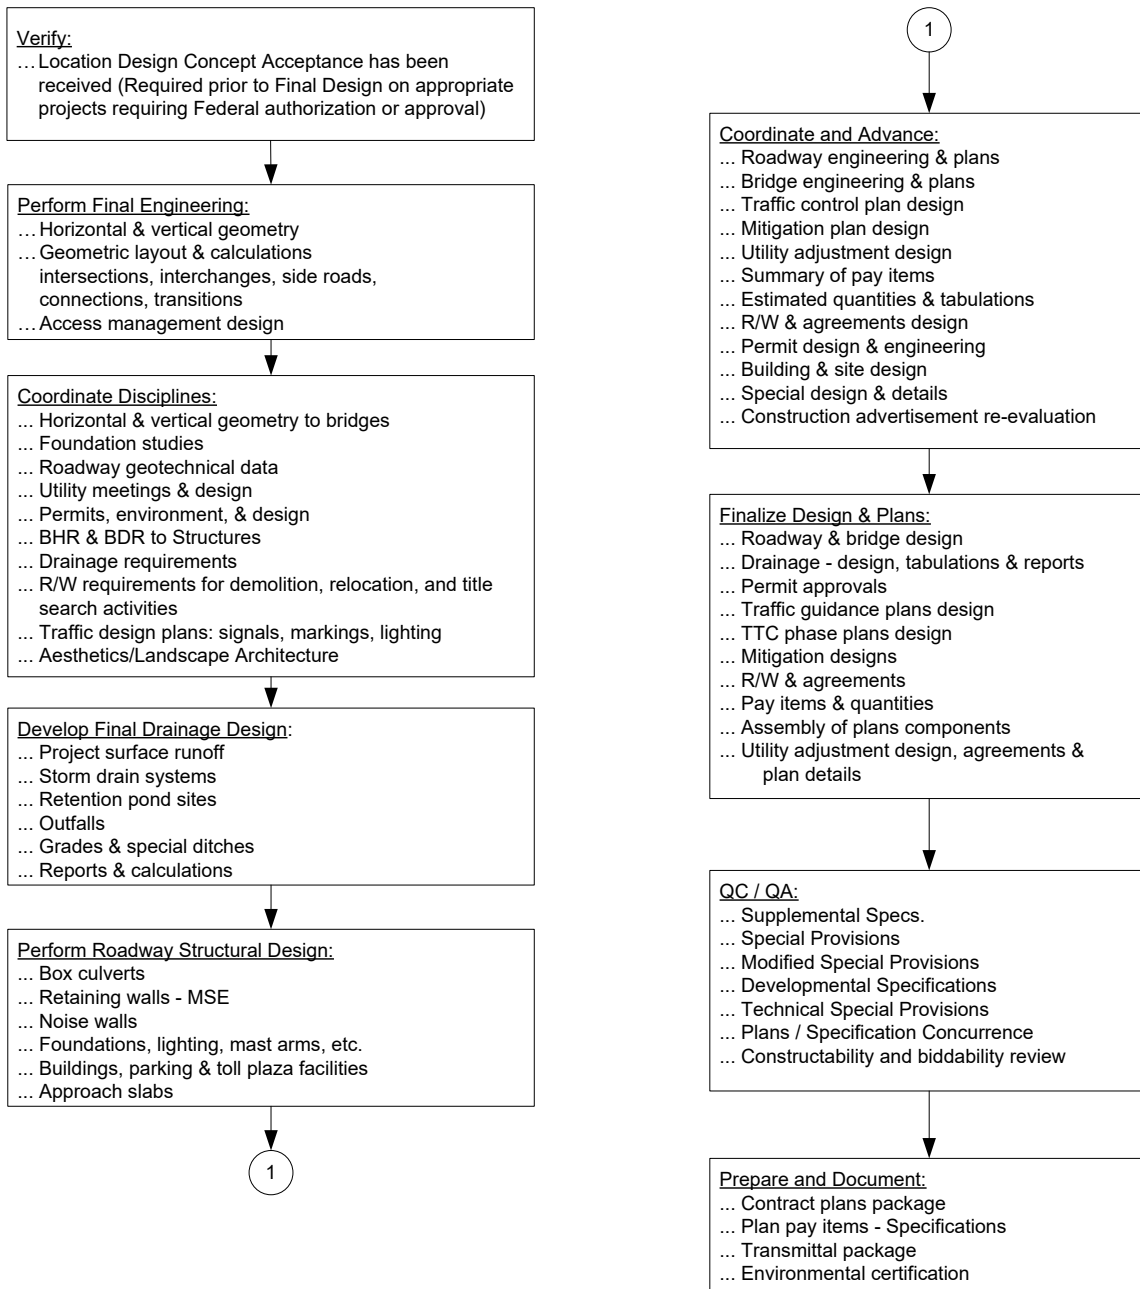 Verify:
…Location Design Concept Acceptance has been
received (Required prior to Final Design on appropriate
projects requiring Federal authorization or approval)
Perform Final Engineering:
…Horizontal & vertical geometry
…Geometric layout & calculations
intersections, interchanges, side roads,
connections, transitions
…Access management design
Coordinate Disciplines:
... Horizontal & vertical geometry to bridges
... Foundation studies
... Roadway geotechnical data
... Utility meetings & design
... Permits, environment, & design
... BHR & BDR to Structures
... Drainage requirements
... R/W requirements for demolition, relocation, and title
search activities
... Traffic design plans: signals, markings, lighting
... Aesthetics/Landscape Architecture
Develop Final Drainage Design:
... Project surface runoff
... Storm drain systems
... Retention pond sites
... Outfalls
... Grades & special ditches
... Reports & calculations
Perform Roadway Structural Design:
... Box culverts
... Retaining walls - MSE
... Noise walls
... Foundations, lighting, mast arms, etc.
... Buildings, parking & toll plaza facilities
... Approach slabs
1
1
Coordinate and Advance:
... Roadway engineering & plans
... Bridge engineering & plans
... Traffic control plan design
... Mitigation plan design
... Utility adjustment design
... Summary of pay items
... Estimated quantities & tabulations
... R/W & agreements design
... Permit design & engineering
... Building & site design
... Special design & details
... Construction advertisement re-evaluation
Finalize Design & Plans:
... Roadway & bridge design
... Drainage - design, tabulations & reports
... Permit approvals
... Traffic guidance plans design
... TTC phase plans design
... Mitigation designs
... R/W & agreements
... Pay items & quantities
... Assembly of plans components
... Utility adjustment design, agreements &
plan details
QC / QA:
... Supplemental Specs.
... Special Provisions
... Modified Special Provisions
... Developmental Specifications
... Technical Special Provisions
... Plans / Specification Concurrence
... Constructability and biddability review
Prepare and Document:
... Contract plans package
... Plan pay items - Specifications
... Transmittal package
... Environmental certification